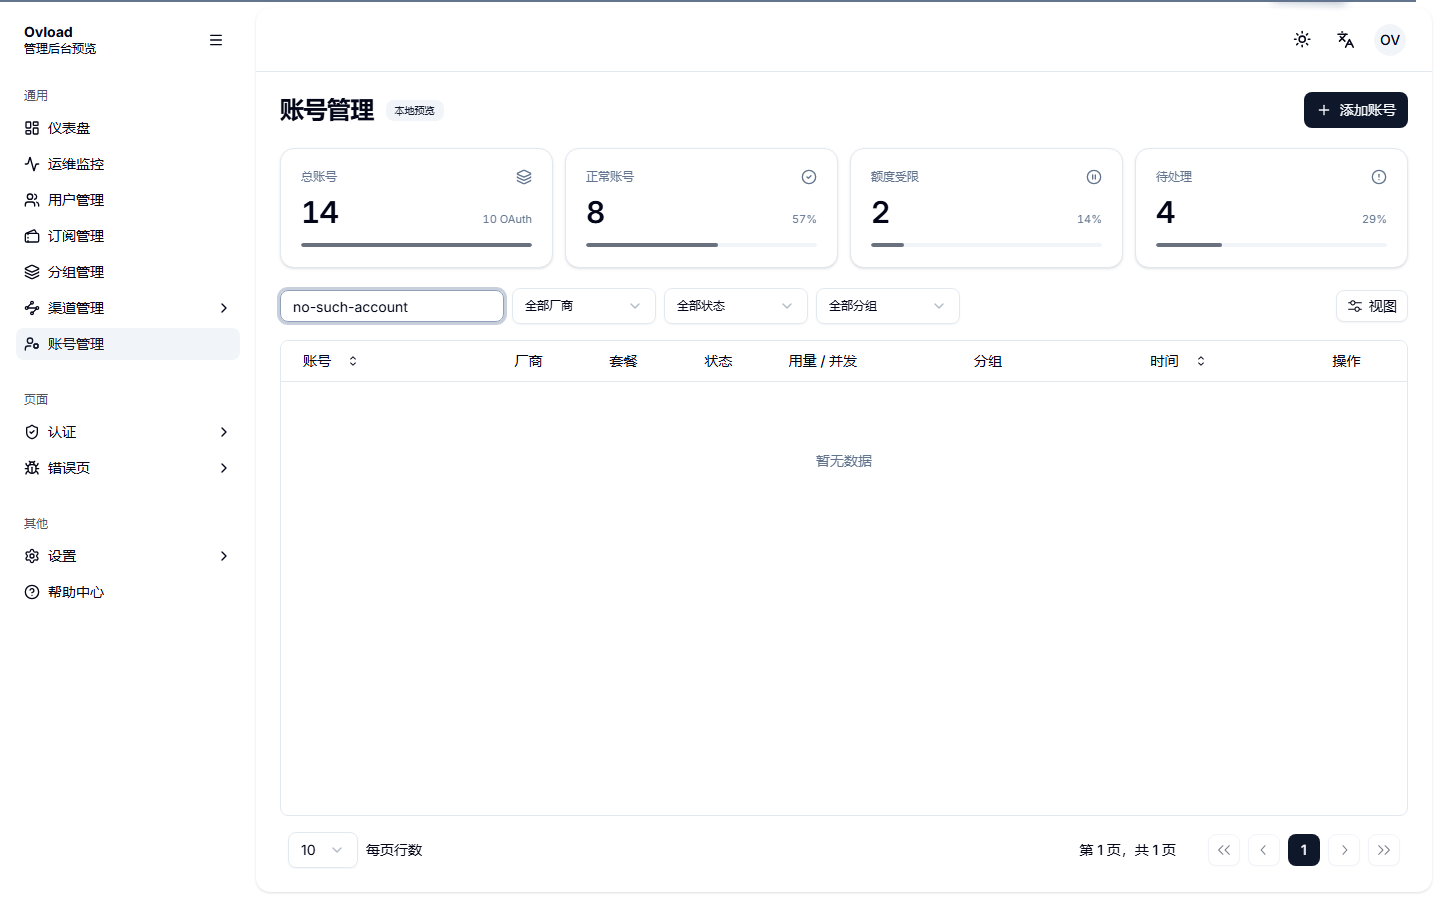 Ovload
管理后台预览
通用
仪表盘
运维监控
用户管理
订阅管理
分组管理
渠道管理
账号管理
页面
认证
错误页
其他
设置
帮助中心
OV
账号管理 本地预览
添加账号
总账号
14 10 OAuth
正常账号
8 57%
额度受限
2 14%
待处理
4 29%
no-such-account 全部厂商 全部状态 全部分组 视图
账号 厂商 套餐 状态 用量 / 并发 分组 时间 操作
暂无数据
10 每页行数 第 1 页，共 1 页 1